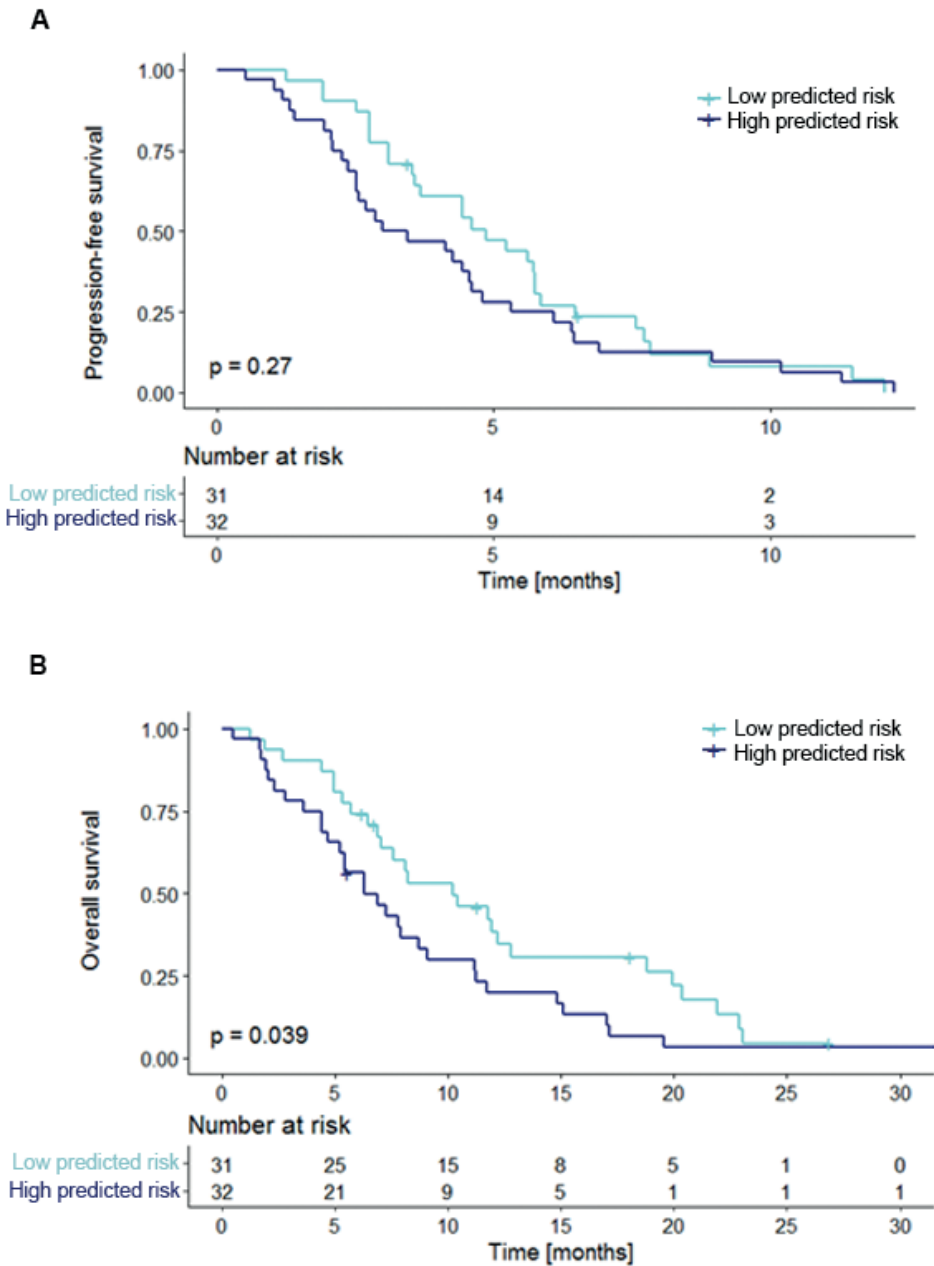 A
Progression-free survival
1.00
0.75
0.50
0.25
0.00
Low predicted risk
High predicted risk
p = 0.27
0 5 10
Number at risk
Low predicted risk 31 14 2
High predicted risk 32 9 3
0 5 10
Time [months]
B
Overall survival
1.00
0.75
0.50
0.25
0.00
Low predicted risk
High predicted risk
p = 0.039
0 5 10 15 20 25 30
Number at risk
Low predicted risk 31 25 15 8 5 1 0
High predicted risk 32 21 9 5 1 1 1
0 5 10 15 20 25 30
Time [months]